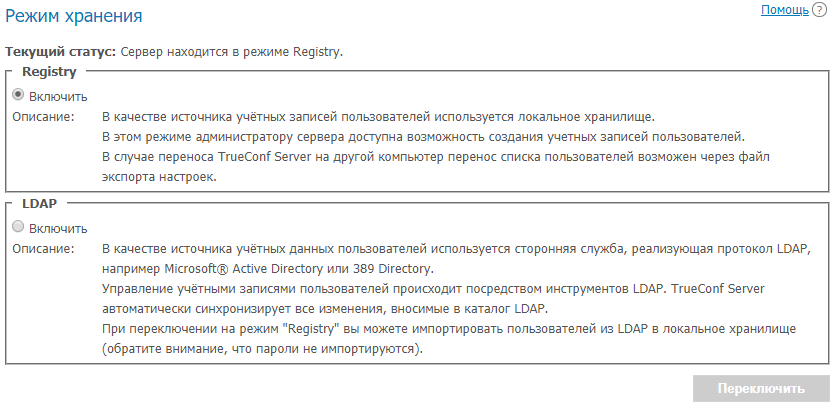 Режим хранения
Помощь ?
Текущий статус: Сервер находится в режиме Registry.
Registry
Включить
Описание: В качестве источника учётных записей пользователей используется локальное хранилище.
В этом режиме администратору сервера доступна возможность создания учетных записей пользователей.
В случае переноса TrueConf Server на другой компьютер перенос списка пользователей возможен через файл
экспорта настроек.
LDAP
Включить
Описание: В качестве источника учётных данных пользователей используется сторонняя служба, реализующая протокол LDAP,
например Microsoft® Active Directory или 389 Directory.
Управление учётными записями пользователей происходит посредством инструментов LDAP. TrueConf Server
автоматически синхронизирует все изменения, вносимые в каталог LDAP.
При переключении на режим "Registry" вы можете импортировать пользователей из LDAP в локальное хранилище
(обратите внимание, что пароли не импортируются).
Переключить